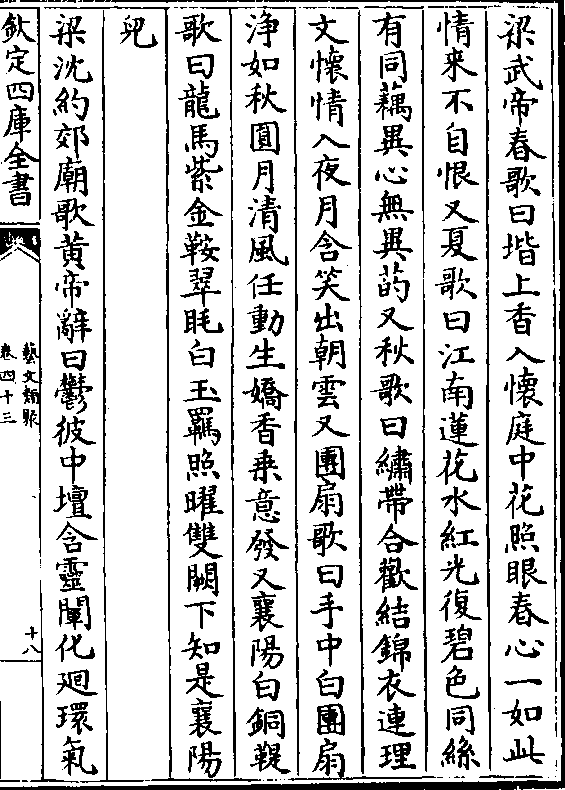 梁武帝春歌曰堦上香入懷庭中花照眼春心一如此
情来不自恨又夏歌曰江南蓮花水紅光復碧色同絲
有同藕異心無異菂又秋歌曰繡帶合歡結錦衣連理
文懷情入夜月含笑出朝雲又團扇歌曰手中白團扇
淨如秋圓月清風任動生嬌香乗意發又襄陽白銅鞮
歌曰龍馬紫金鞍翠眊白玉羈照曜雙闕下知是襄陽
兒
梁沈約郊廟歌黄帝辭曰鬱彼中壇含靈闡化廻環氣
欽定四庫全書
藝文類聚
卷四十三
十八